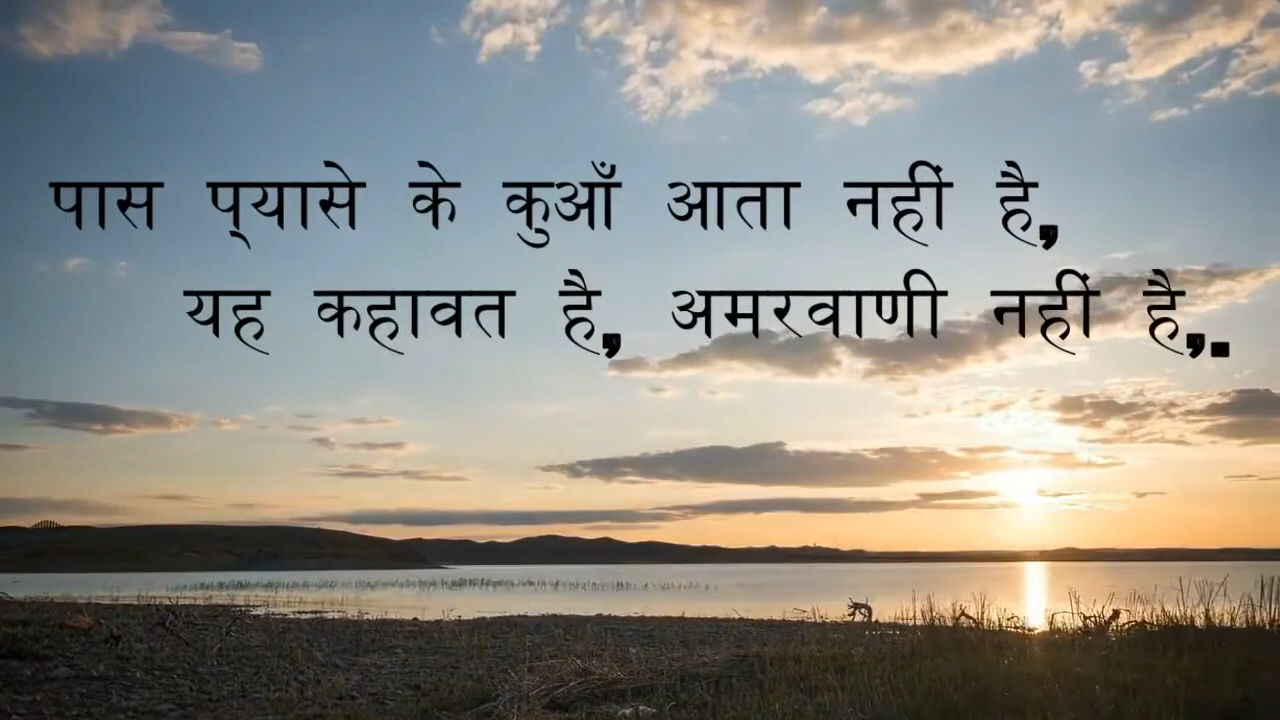 पास प्यासे के कुआँ आता नहीं है,
यह कहावत है, अमरवाणी नहीं है,.